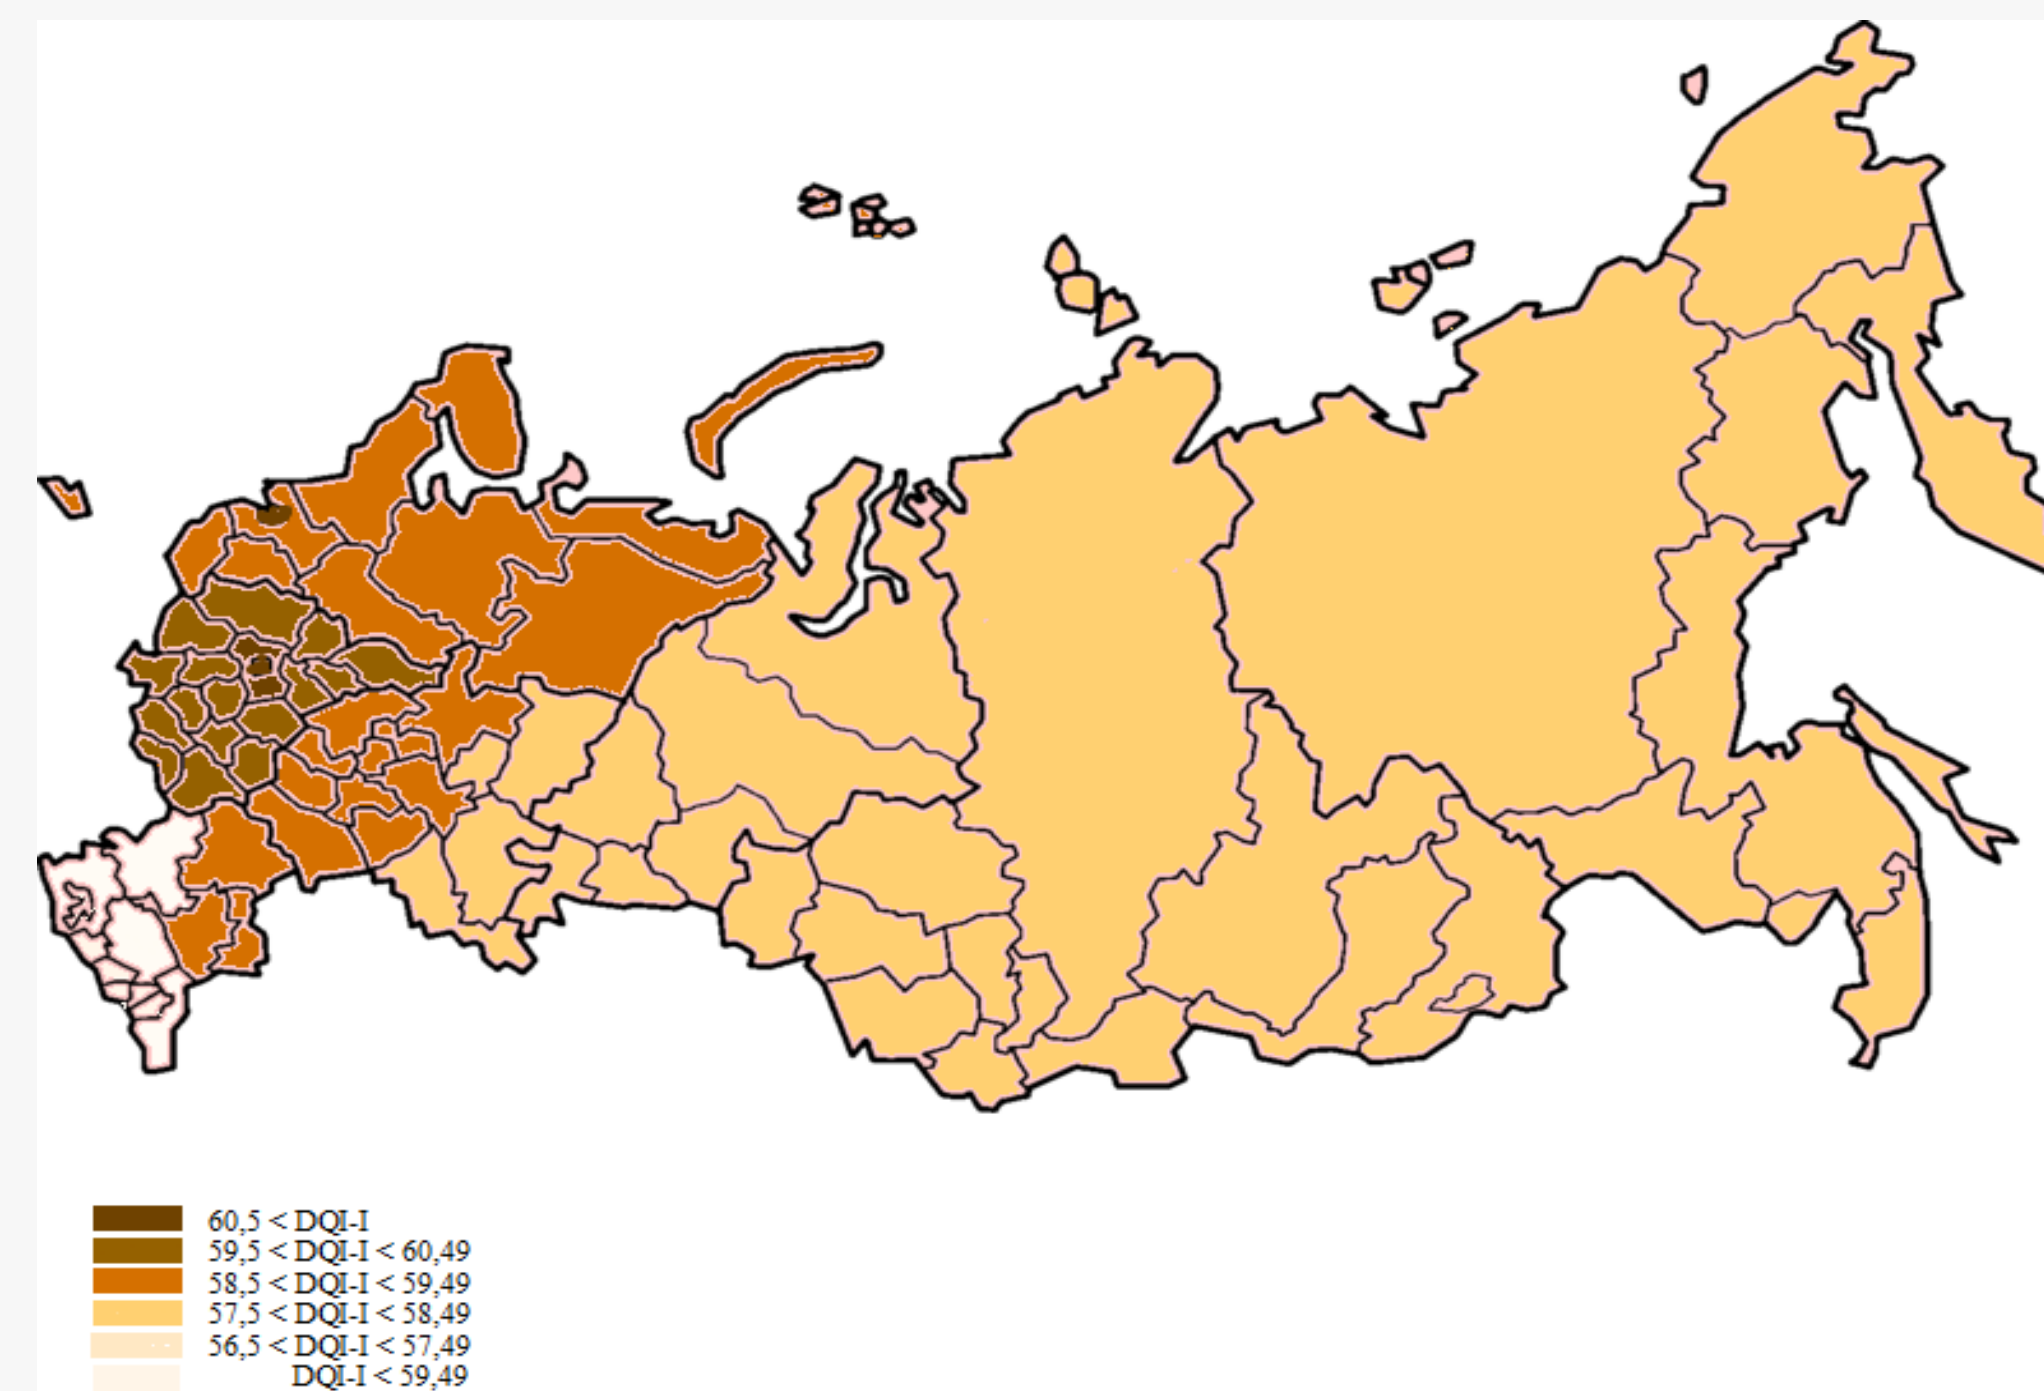 60,5 < DQI-I
59,5 < DQI-I < 60,49
58,5 < DQI-I < 59,49
57,5 < DQI-I < 58,49
56,5 < DQI-I < 57,49
DQI-I < 59,49